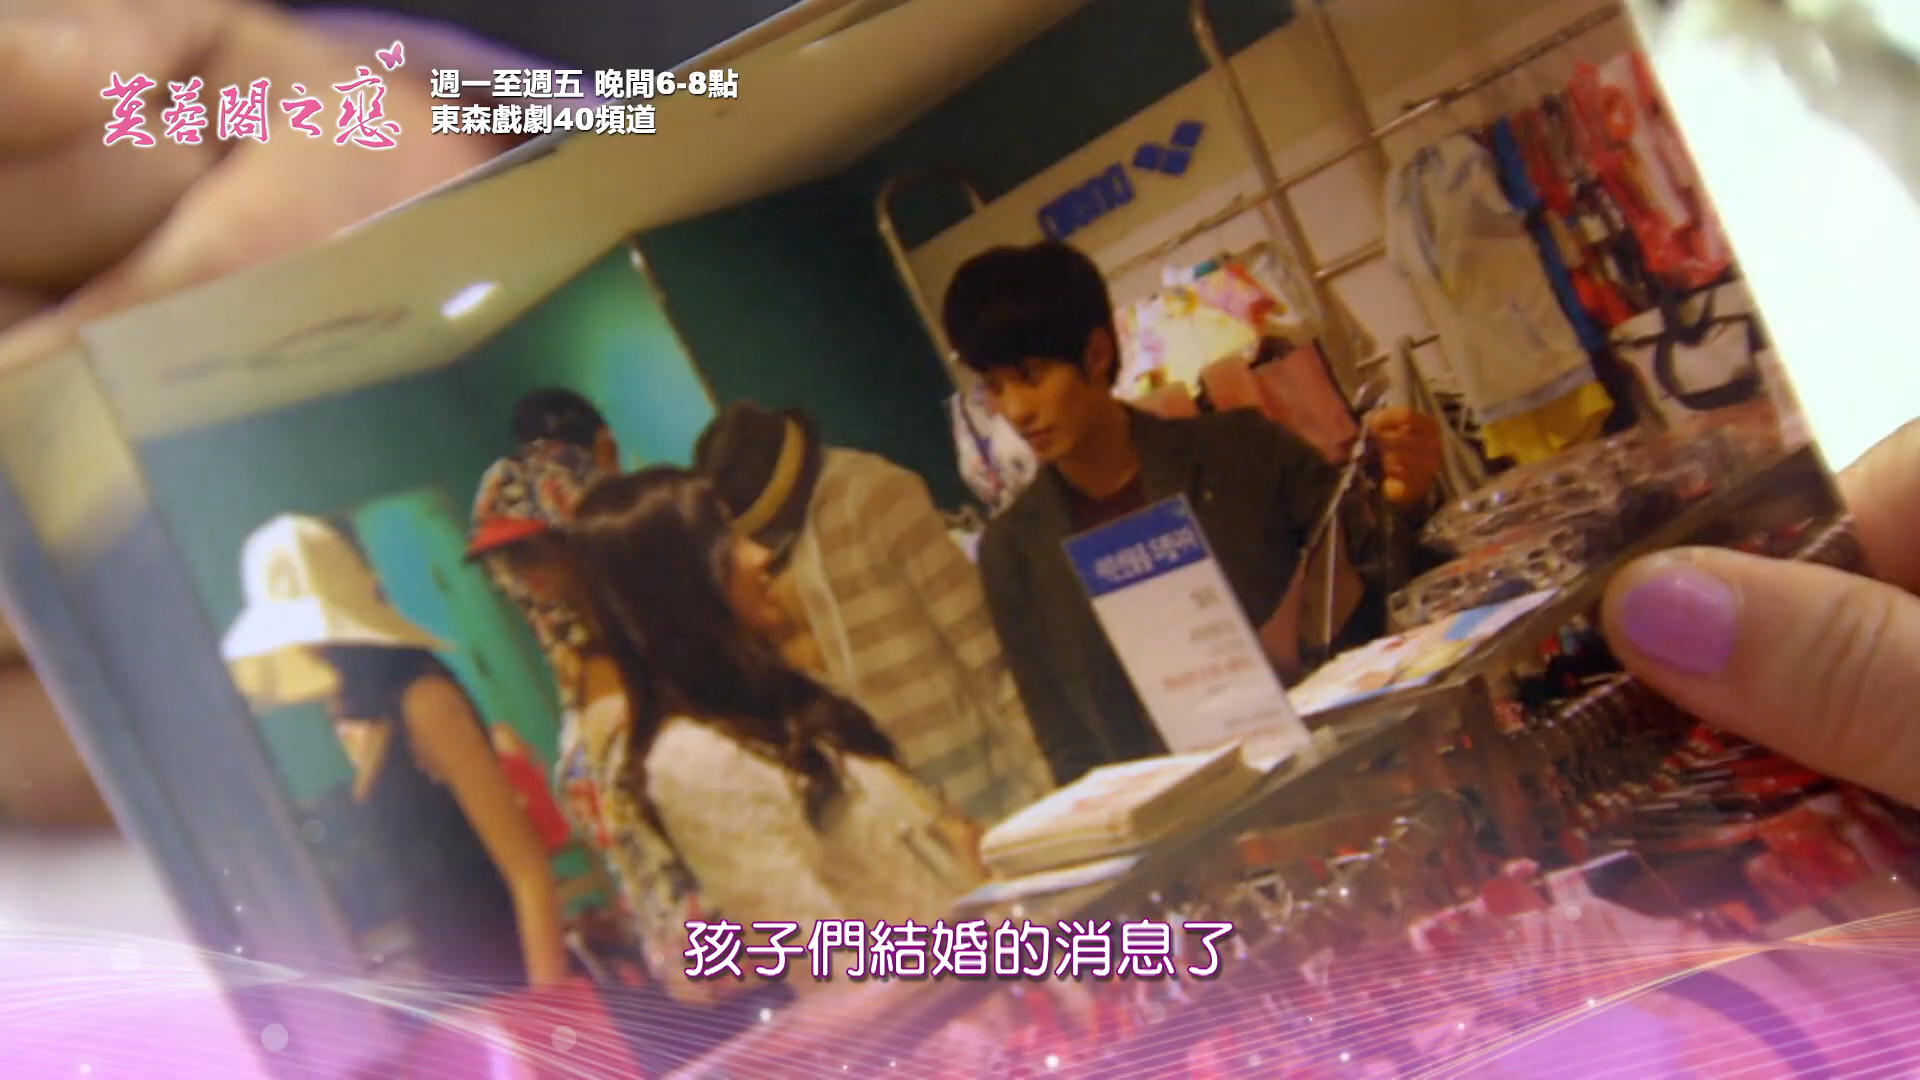 芙蓉閣之戀
週一至週五 晚間6-8點
東森戲劇40頻道
孩子們結婚的消息了